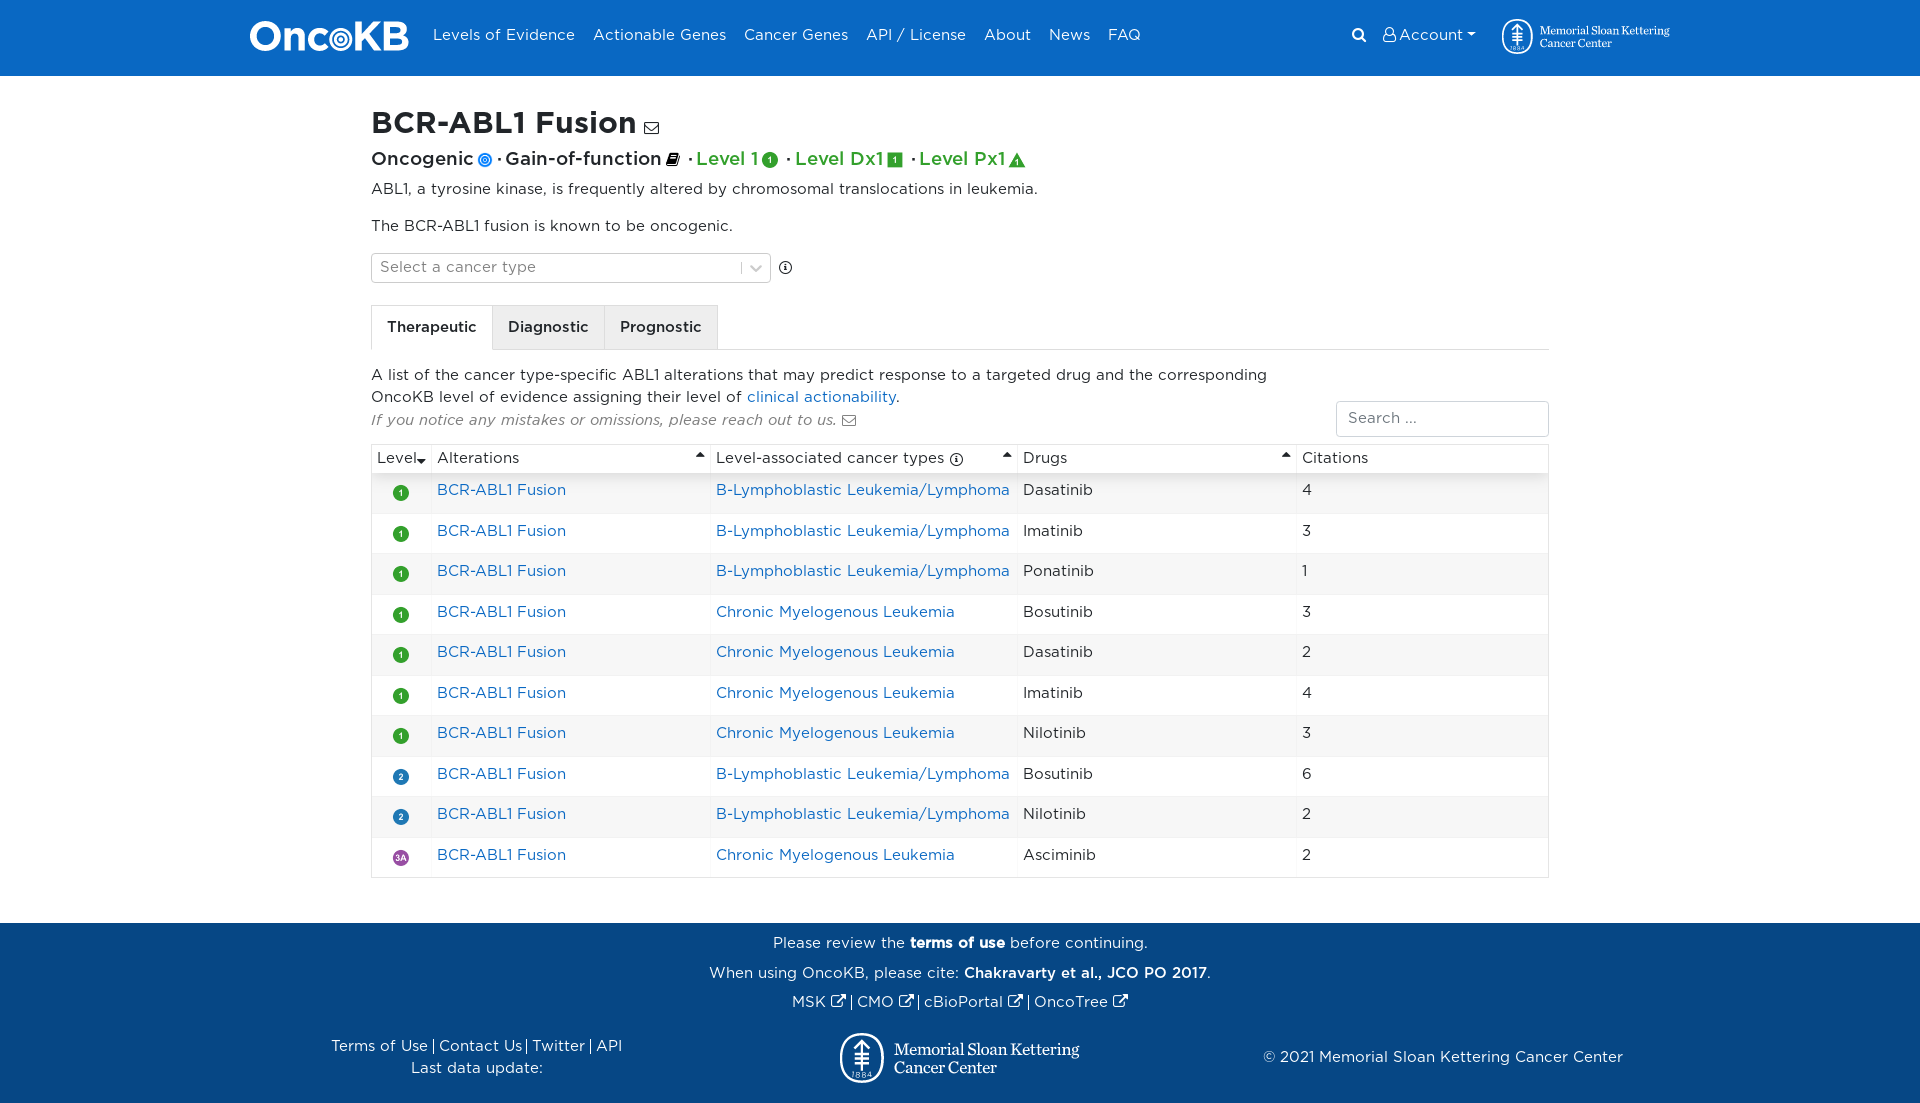 OncoKB
Levels of Evidence Actionable Genes Cancer Genes API / License About News FAQ
Account
Memorial Sloan Kettering
Cancer Center
1884
BCR-ABL1 Fusion
Oncogenic · Gain-of-function · Level 1 1 · Level Dx1 1 · Level Px1 1
ABL1, a tyrosine kinase, is frequently altered by chromosomal translocations in leukemia.
The BCR-ABL1 fusion is known to be oncogenic.
Select a cancer type
Therapeutic Diagnostic Prognostic
A list of the cancer type-specific ABL1 alterations that may predict response to a targeted drug and the corresponding
OncoKB level of evidence assigning their level of clinical actionability.
If you notice any mistakes or omissions, please reach out to us.
Search ...
Level Alterations Level-associated cancer types Drugs Citations
1 BCR-ABL1 Fusion B-Lymphoblastic Leukemia/Lymphoma Dasatinib 4
1 BCR-ABL1 Fusion B-Lymphoblastic Leukemia/Lymphoma Imatinib 3
1 BCR-ABL1 Fusion B-Lymphoblastic Leukemia/Lymphoma Ponatinib 1
1 BCR-ABL1 Fusion Chronic Myelogenous Leukemia Bosutinib 3
1 BCR-ABL1 Fusion Chronic Myelogenous Leukemia Dasatinib 2
1 BCR-ABL1 Fusion Chronic Myelogenous Leukemia Imatinib 4
1 BCR-ABL1 Fusion Chronic Myelogenous Leukemia Nilotinib 3
2 BCR-ABL1 Fusion B-Lymphoblastic Leukemia/Lymphoma Bosutinib 6
2 BCR-ABL1 Fusion B-Lymphoblastic Leukemia/Lymphoma Nilotinib 2
3A BCR-ABL1 Fusion Chronic Myelogenous Leukemia Asciminib 2
Please review the terms of use before continuing.
When using OncoKB, please cite: Chakravarty et al., JCO PO 2017.
MSK | CMO | cBioPortal | OncoTree
Terms of Use | Contact Us | Twitter | API
Last data update:
1884
Memorial Sloan Kettering
Cancer Center
© 2021 Memorial Sloan Kettering Cancer Center